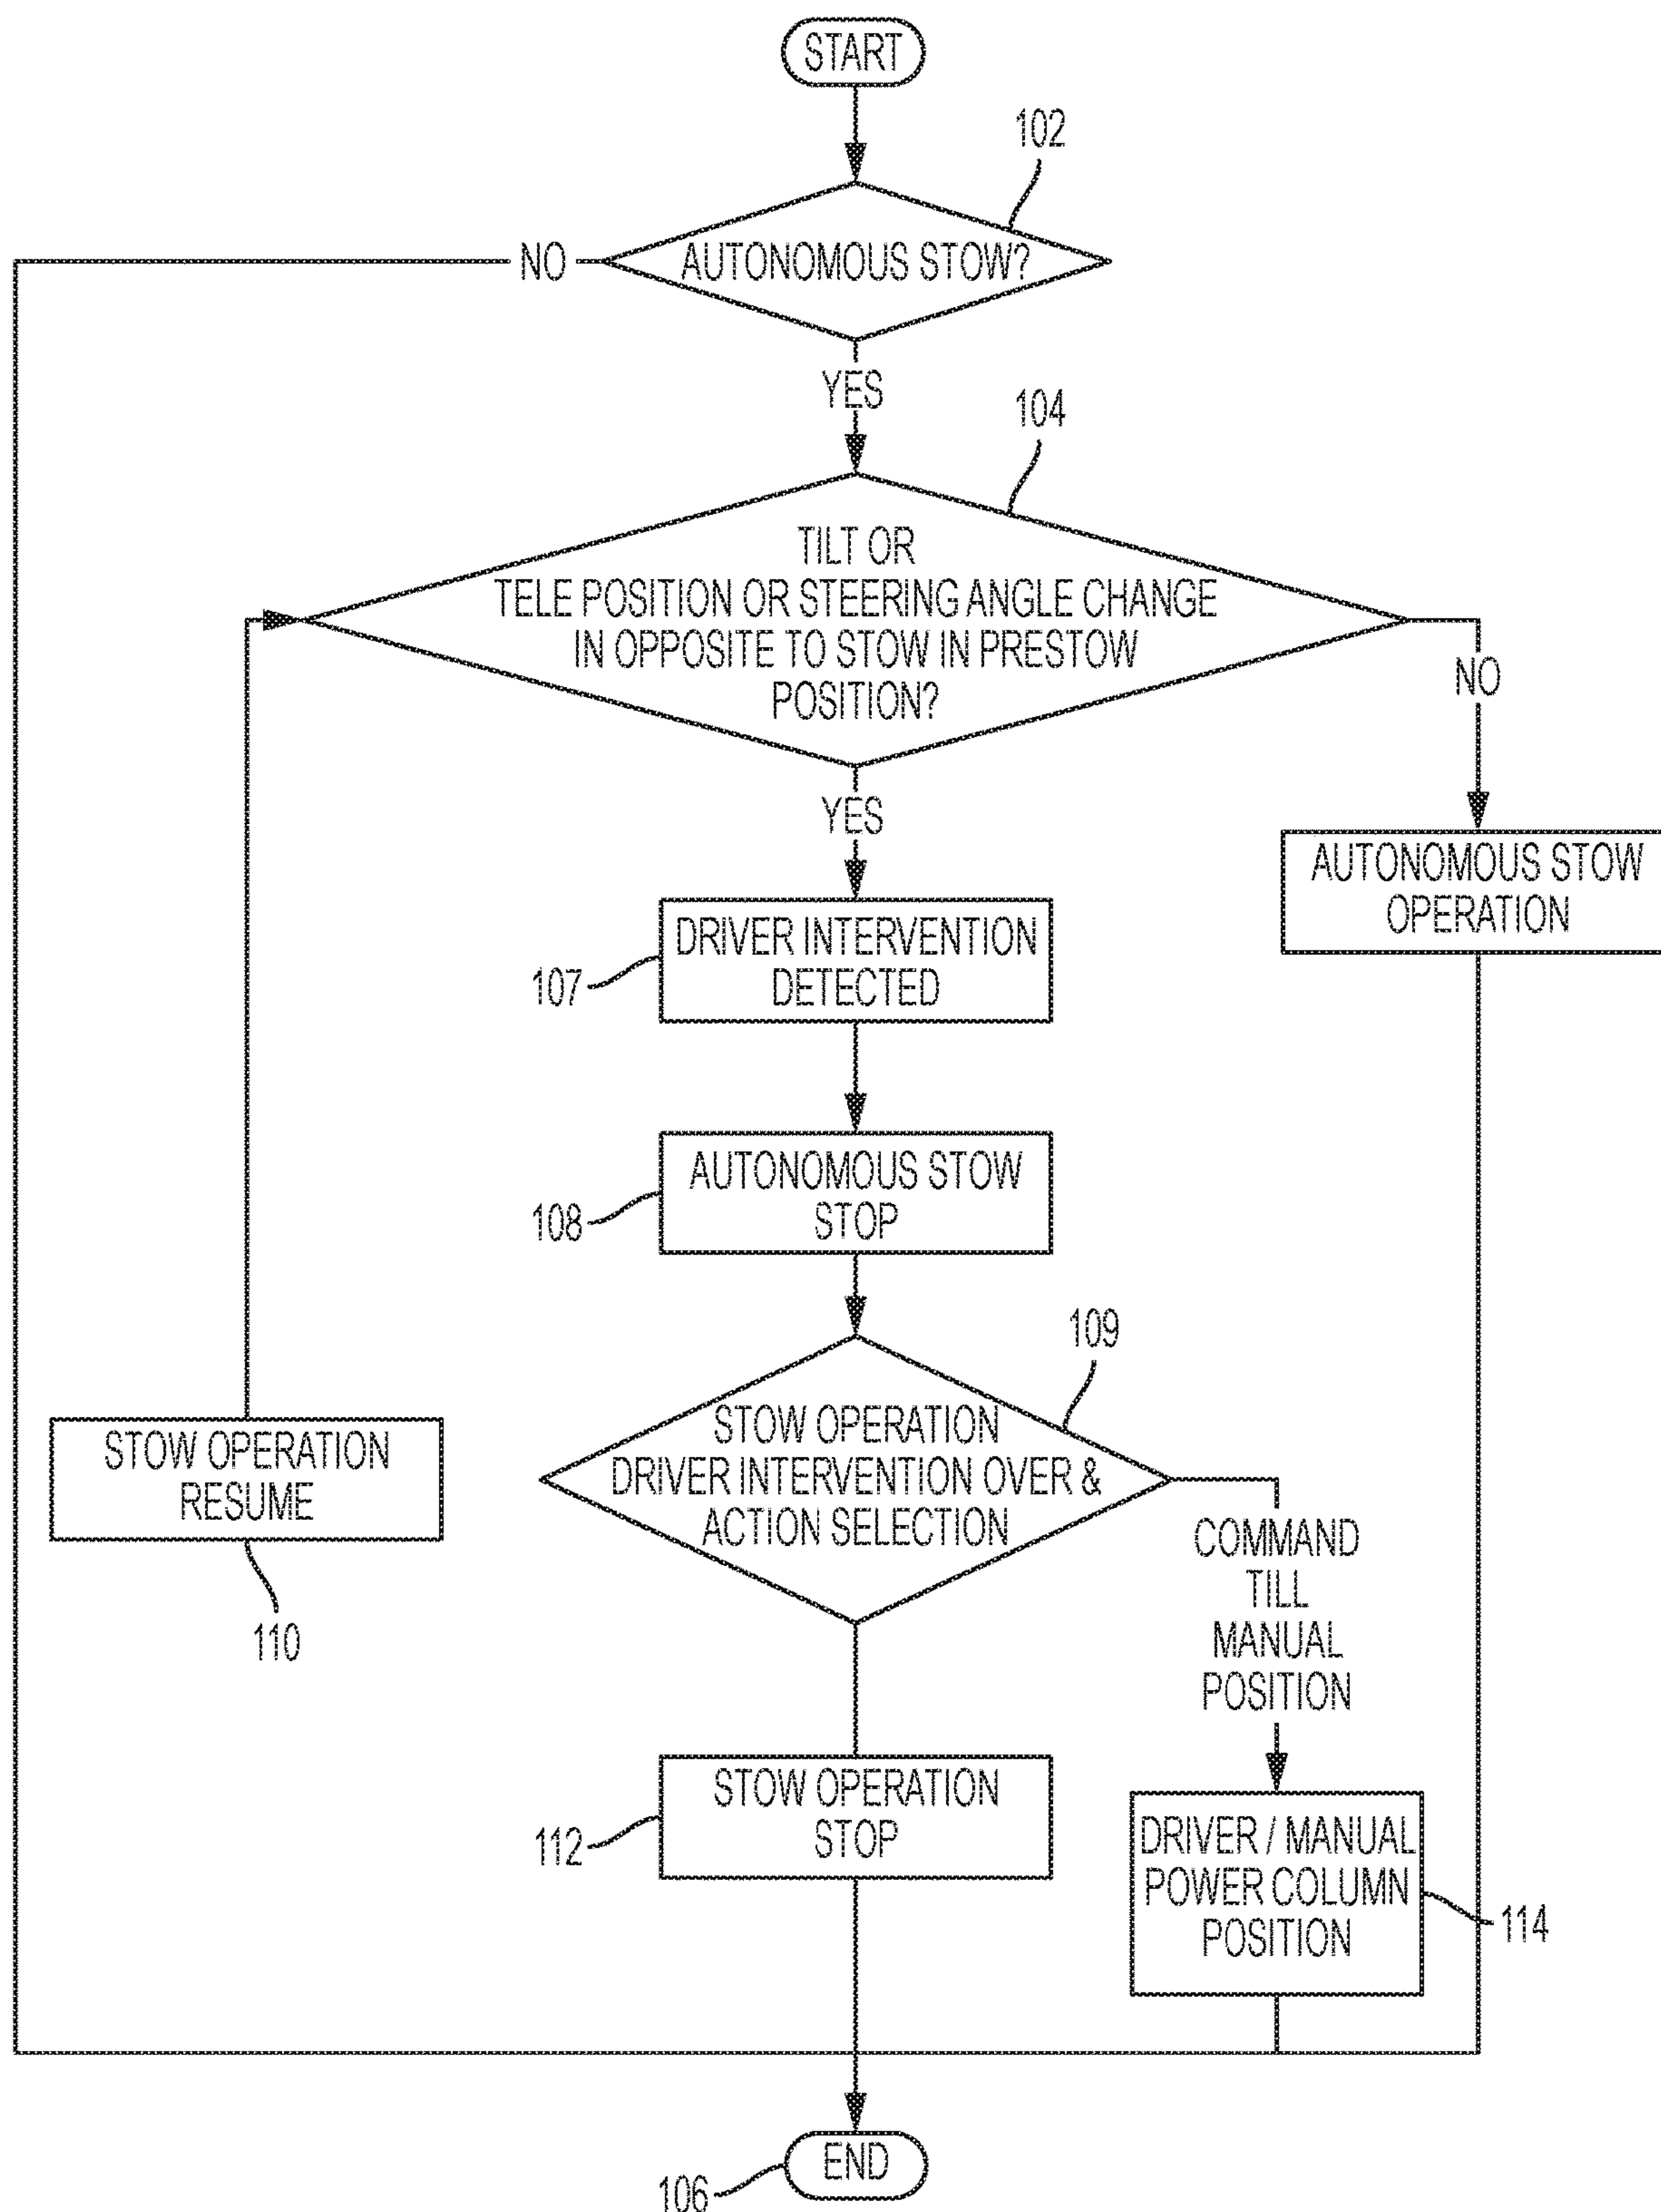 START
102
NO
AUTONOMOUS STOW?
YES
104
TILT OR
TELE POSITION OR STEERING ANGLE CHANGE
IN OPPOSITE TO STOW IN PRESTOW
POSITION?
NO
YES
AUTONOMOUS STOW
OPERATION
DRIVER INTERVENTION
DETECTED
107
AUTONOMOUS STOW
STOP
108
109
STOW OPERATION
DRIVER INTERVENTION OVER &
ACTION SELECTION
STOW OPERATION
RESUME
110
COMMAND
TILL
MANUAL
POSITION
STOW OPERATION
STOP
112
DRIVER / MANUAL
POWER COLUMN
POSITION
114
END
106